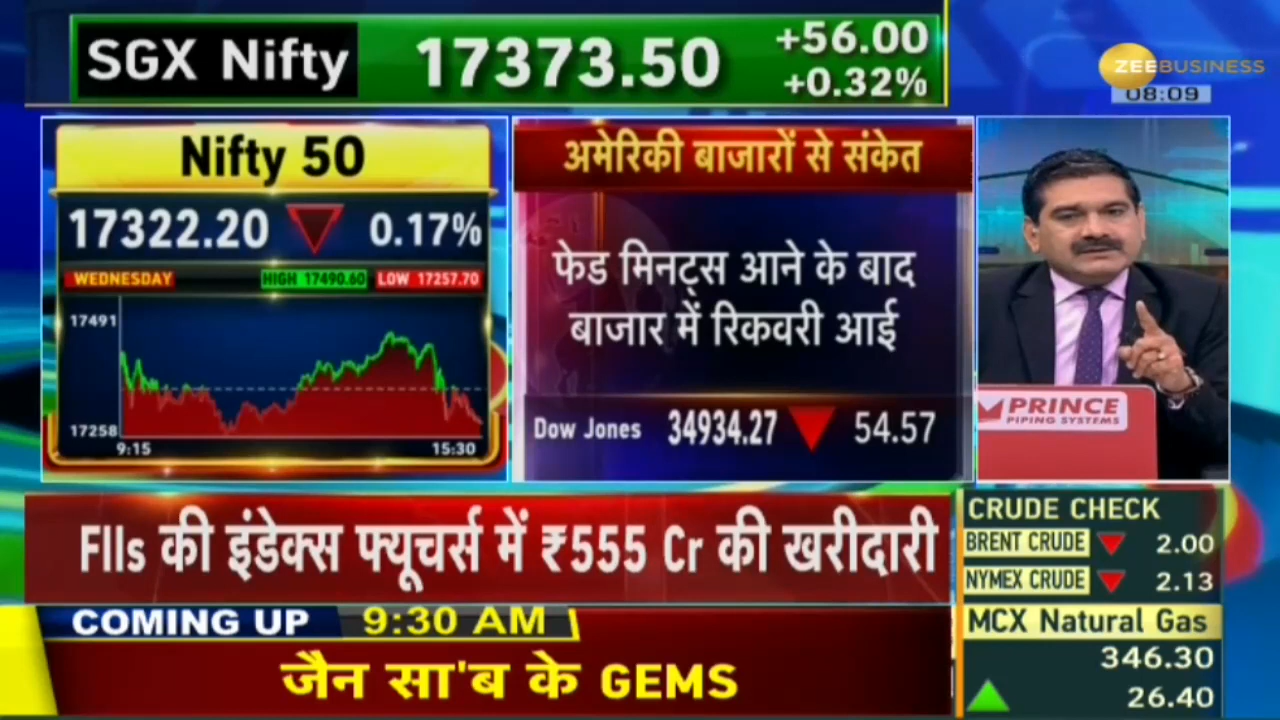 SGX Nifty 17373.50 +56.00
+0.32%
ZEEBUSINESS
08:09
Nifty 50
17322.20 0.17%
WEDNESDAY HIGH 17490.60 LOW 17257.70
17491
17258
9:15 15:30
अमेरिकी बाजारों से संकेत
फेड मिनट्स आने के बाद
बाजार में रिकवरी आई
Dow Jones 34934.27 54.57
PRINCE
PIPING SYSTEMS
FIIs की इंडेक्स फ्यूचर्स में ₹555 Cr की खरीदारी
CRUDE CHECK
BRENT CRUDE 2.00
NYMEX CRUDE 2.13
MCX Natural Gas
346.30
26.40
COMING UP 9:30 AM
जैन सा'ब के GEMS